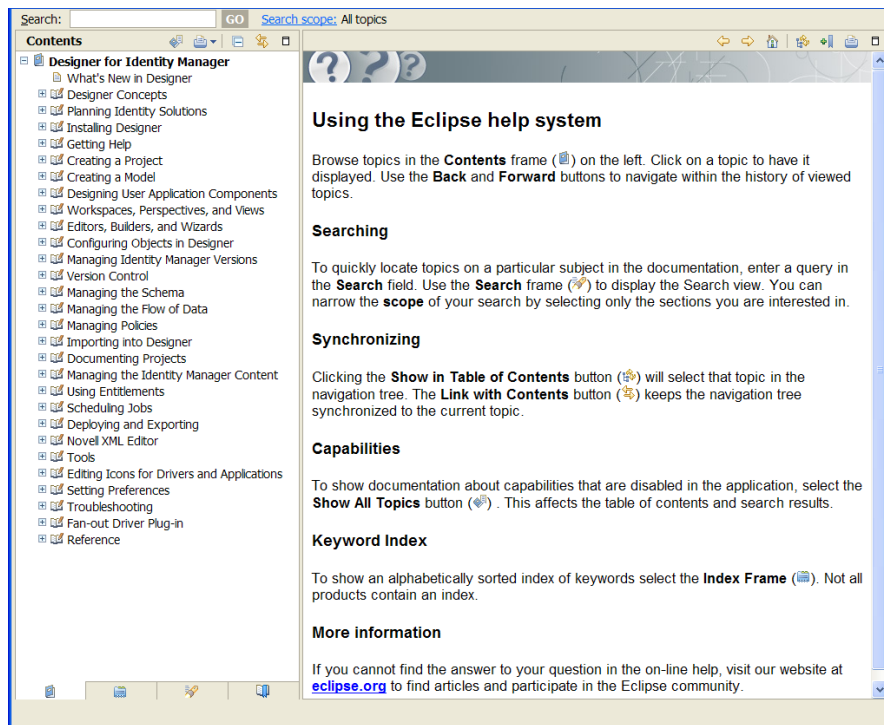 Search: GO Search scope: All topics
Contents
Designer for Identity Manager
What's New in Designer
Designer Concepts
Planning Identity Solutions
Installing Designer
Getting Help
Creating a Project
Creating a Model
Designing User Application Components
Workspaces, Perspectives, and Views
Editors, Builders, and Wizards
Configuring Objects in Designer
Managing Identity Manager Versions
Version Control
Managing the Schema
Managing the Flow of Data
Managing Policies
Importing into Designer
Documenting Projects
Managing the Identity Manager Content
Using Entitlements
Scheduling Jobs
Deploying and Exporting
Novell XML Editor
Tools
Editing Icons for Drivers and Applications
Setting Preferences
Troubleshooting
Fan-out Driver Plug-in
Reference
Using the Eclipse help system
Browse topics in the Contents frame ( ) on the left. Click on a topic to have it
displayed. Use the Back and Forward buttons to navigate within the history of viewed
topics.
Searching
To quickly locate topics on a particular subject in the documentation, enter a query in
the Search field. Use the Search frame ( ) to display the Search view. You can
narrow the scope of your search by selecting only the sections you are interested in.
Synchronizing
Clicking the Show in Table of Contents button ( ) will select that topic in the
navigation tree. The Link with Contents button ( ) keeps the navigation tree
synchronized to the current topic.
Capabilities
To show documentation about capabilities that are disabled in the application, select the
Show All Topics button ( ) . This affects the table of contents and search results.
Keyword Index
To show an alphabetically sorted index of keywords select the Index Frame ( ). Not all
products contain an index.
More information
If you cannot find the answer to your question in the on-line help, visit our website at
eclipse.org to find articles and participate in the Eclipse community.